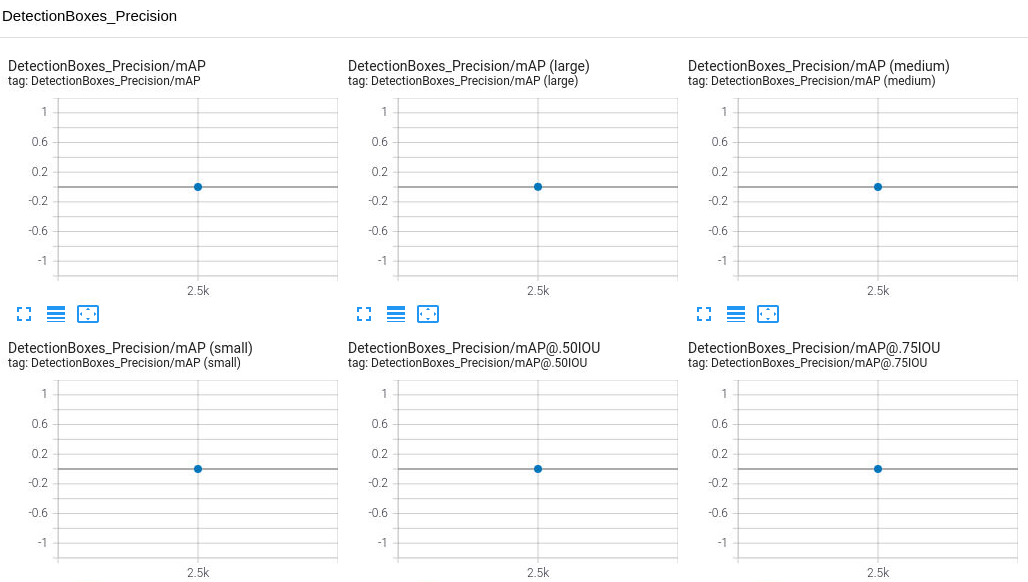 DetectionBoxes_Precision
DetectionBoxes_Precision/mAP
tag: DetectionBoxes_Precision/mAP
1
0.6
0.2
-0.2
-0.6
-1
2.5k
DetectionBoxes_Precision/mAP (large)
tag: DetectionBoxes_Precision/mAP (large)
1
0.6
0.2
-0.2
-0.6
-1
2.5k
DetectionBoxes_Precision/mAP (medium)
tag: DetectionBoxes_Precision/mAP (medium)
1
0.6
0.2
-0.2
-0.6
-1
2.5k
DetectionBoxes_Precision/mAP (small)
tag: DetectionBoxes_Precision/mAP (small)
1
0.6
0.2
-0.2
-0.6
-1
2.5k
DetectionBoxes_Precision/mAP@.50IOU
tag: DetectionBoxes_Precision/mAP@.50IOU
1
0.6
0.2
-0.2
-0.6
-1
2.5k
DetectionBoxes_Precision/mAP@.75IOU
tag: DetectionBoxes_Precision/mAP@.75IOU
1
0.6
0.2
-0.2
-0.6
-1
2.5k